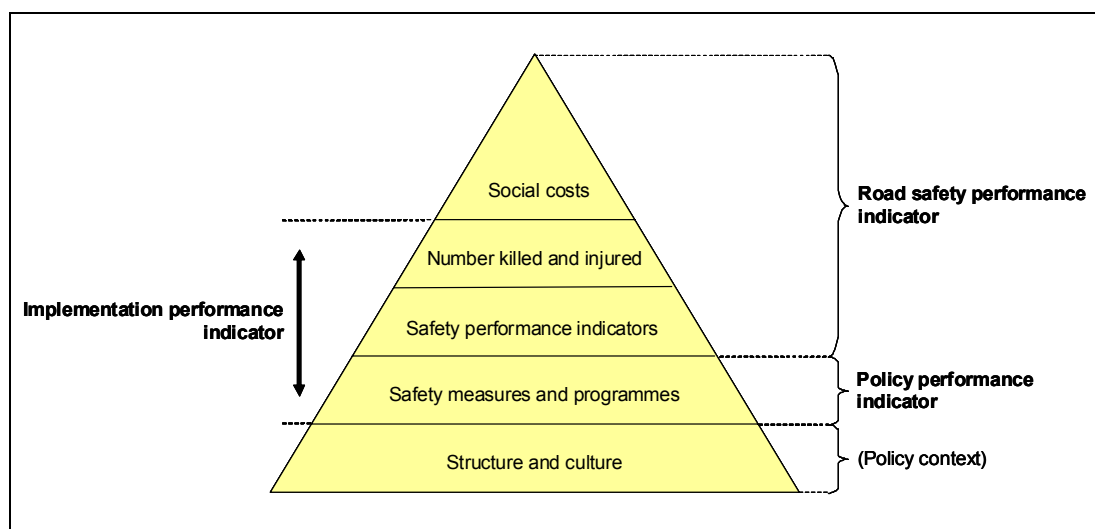 Social costs
Road safety performance
indicator
Number killed and injured
Implementation performance
indicator
Safety performance indicators
Policy performance
indicator
Safety measures and programmes
Structure and culture
(Policy context)